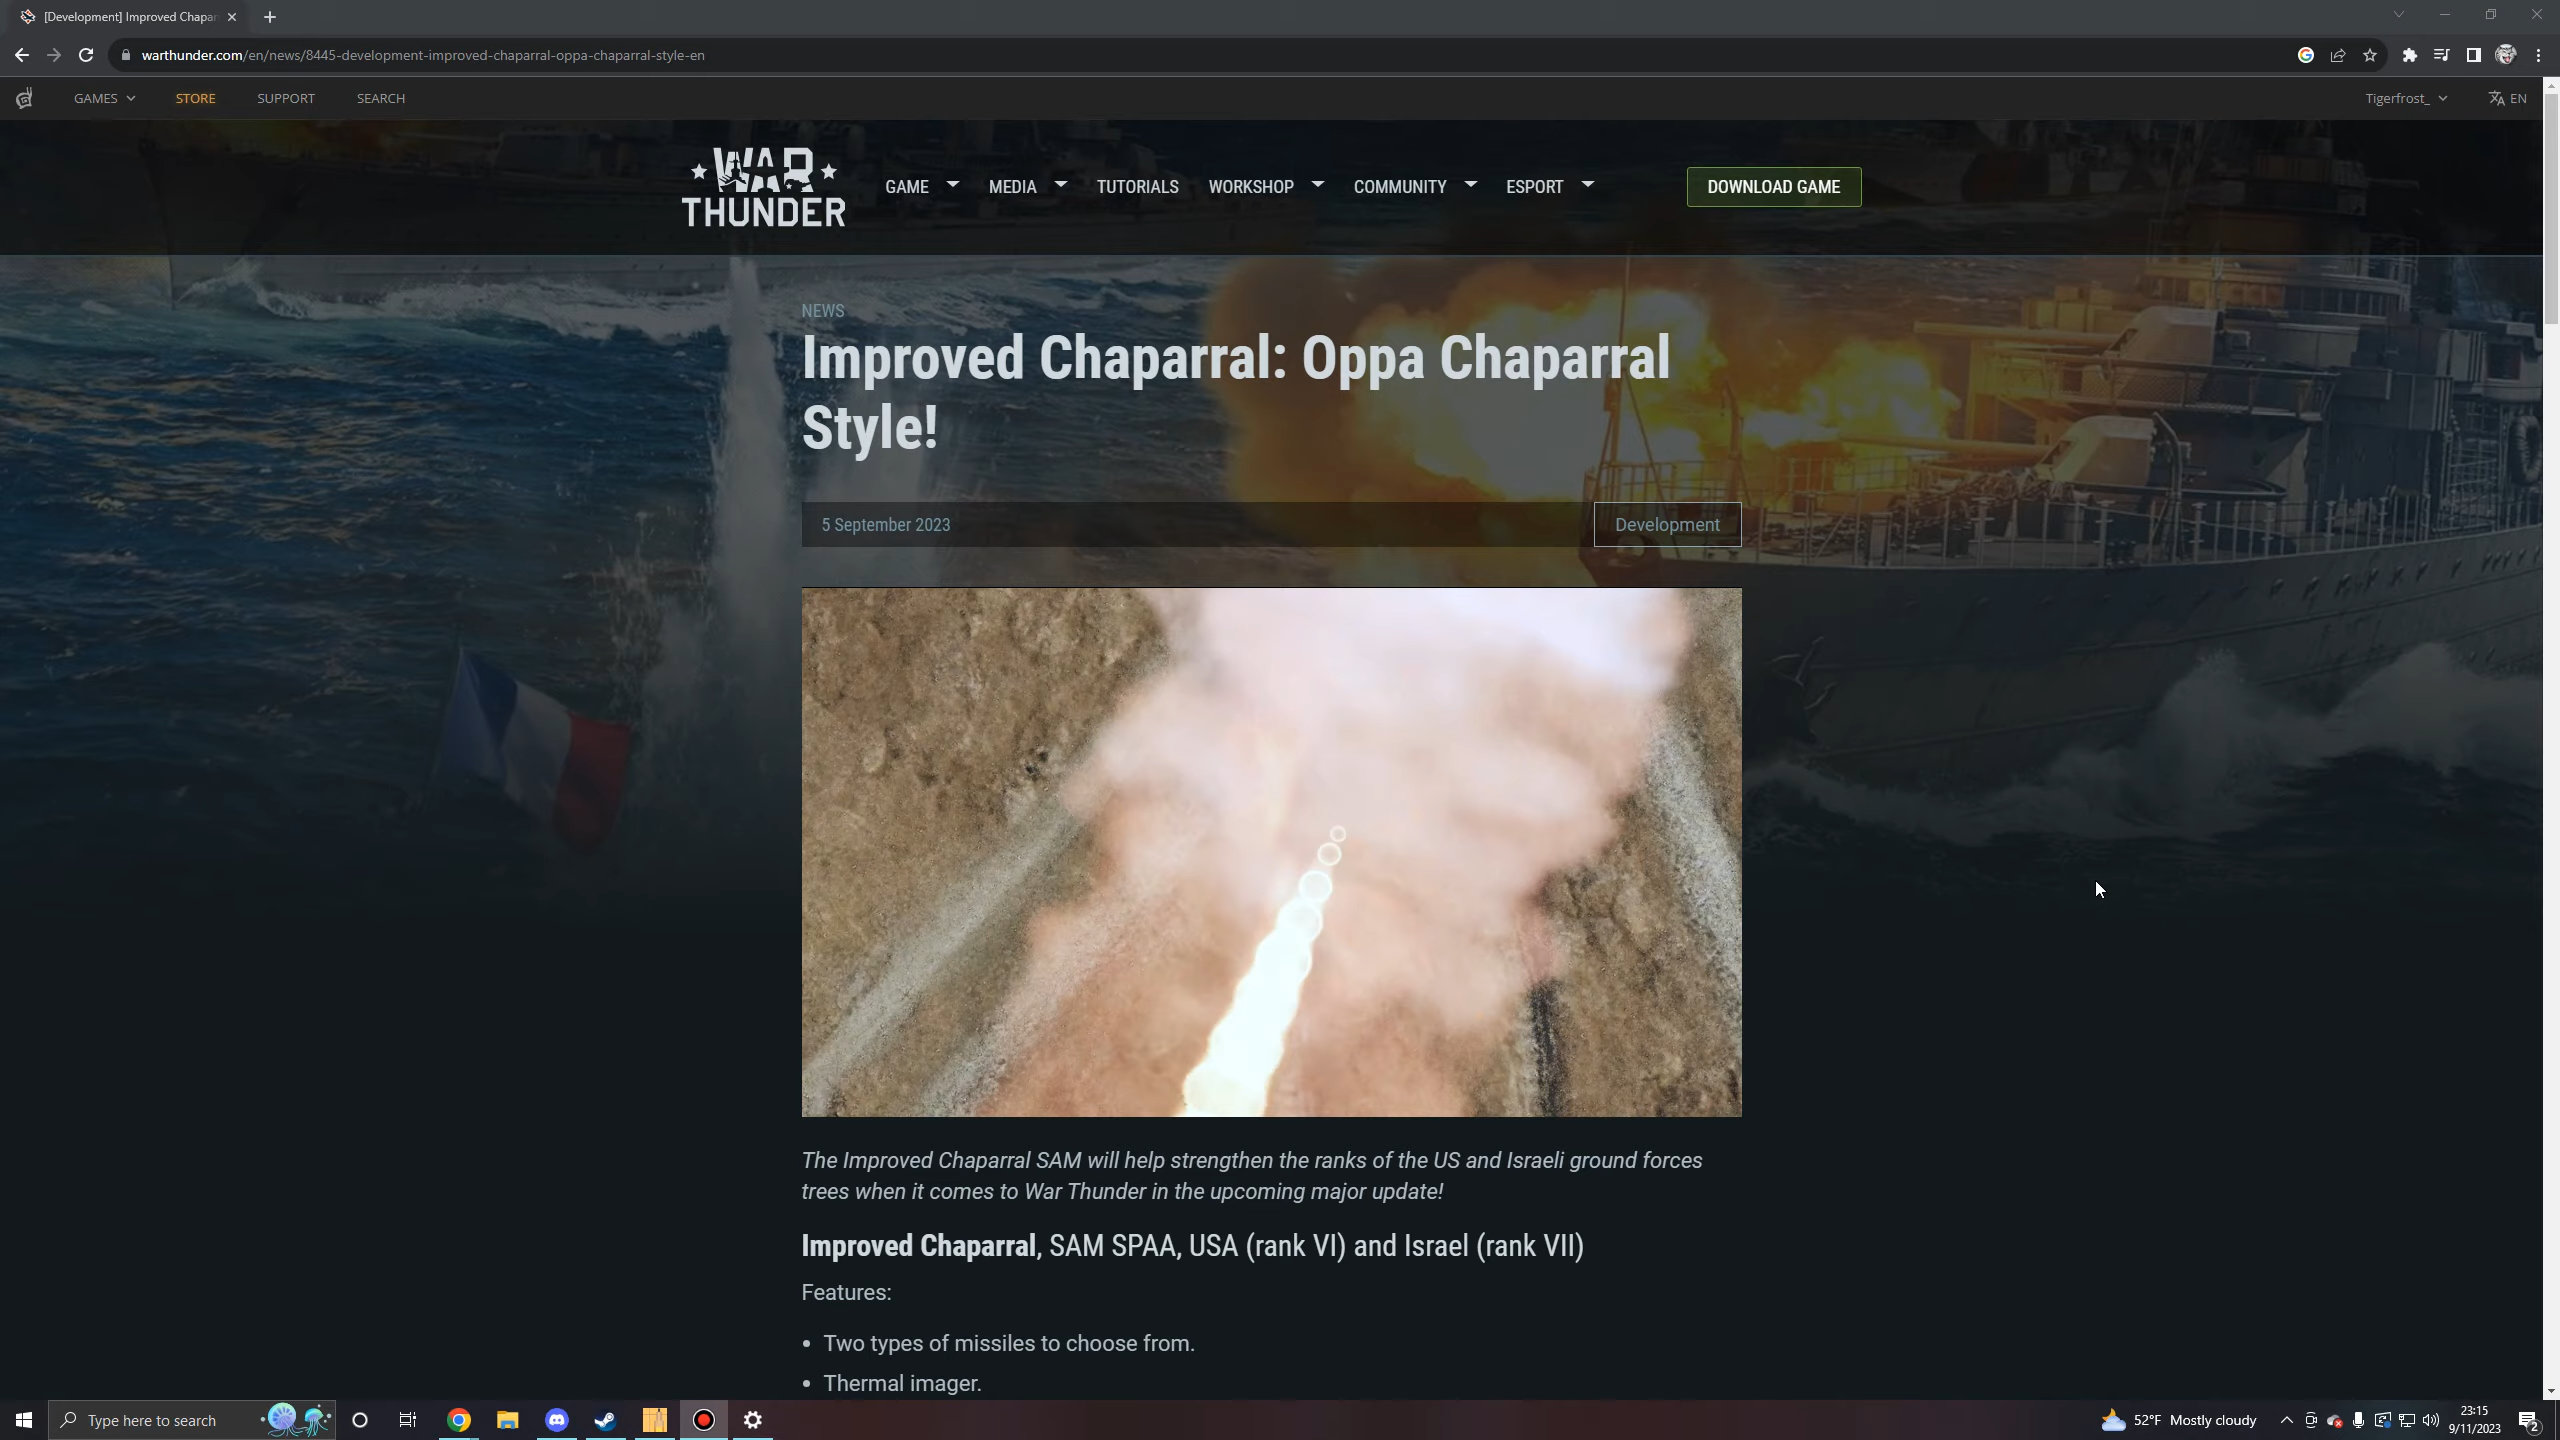 [Development] Improved Chapar
warthunder.com/en/news/8445-development-improved-chaparral-oppa-chaparral-style-en
GAMES STORE SUPPORT SEARCH Tigerfrost_ EN
WAR
THUNDER
GAME MEDIA TUTORIALS WORKSHOP COMMUNITY ESPORT DOWNLOAD GAME
NEWS
Improved Chaparral: Oppa Chaparral
Style!
5 September 2023 Development
The Improved Chaparral SAM will help strengthen the ranks of the US and Israeli ground forces
trees when it comes to War Thunder in the upcoming major update!
Improved Chaparral, SAM SPAA, USA (rank VI) and Israel (rank VII)
Features:
• Two types of missiles to choose from.
• Thermal imager.
Type here to search 52°F Mostly cloudy 23:15
9/11/2023 2